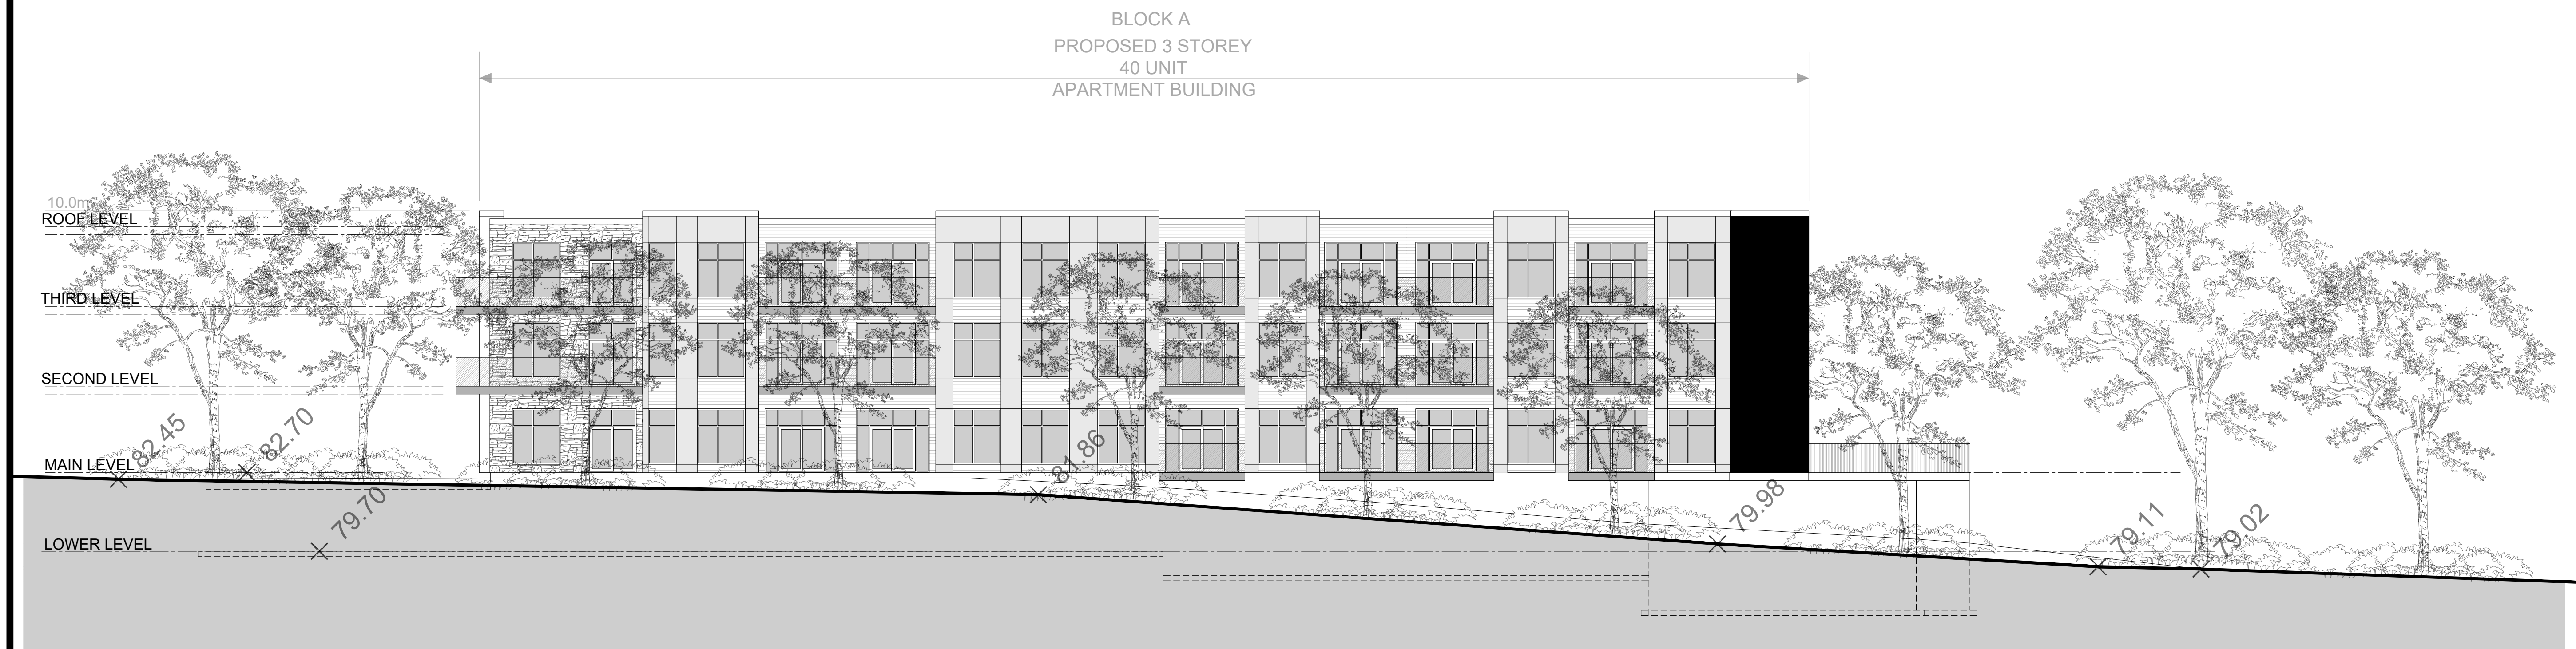 BLOCK A
PROPOSED 3 STOREY
40 UNIT
APARTMENT BUILDING
10.0m
ROOF LEVEL
THIRD LEVEL
SECOND LEVEL
MAIN LEVEL
82.45
82.70
81.86
79.70
79.98
79.11
79.02
LOWER LEVEL